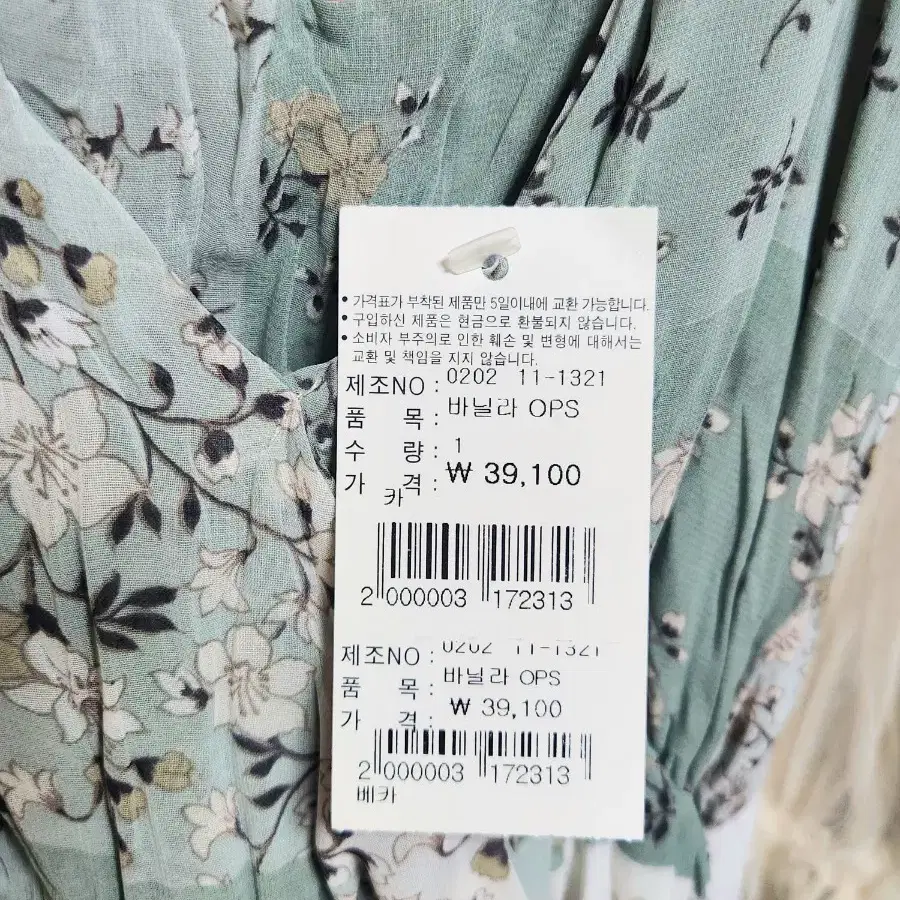 • 가격표가 부착된 제품만 5일이내에 교환 가능합니다.
• 구입하신 제품은 현금으로 환불되지 않습니다.
• 소비자 부주의로 인한 훼손 및 변형에 대해서는
교환 및 책임을 지지 않습니다.
제조NO : 0202 11-1321
품 목 : 바닐라 OPS
수 량 : 1
가 격 : ₩ 39,100
카
2 000003 172313
제조NO : 0202 11-1321
품 목 : 바닐라 OPS
가 격 : ₩ 39,100
2 000003 172313
베카